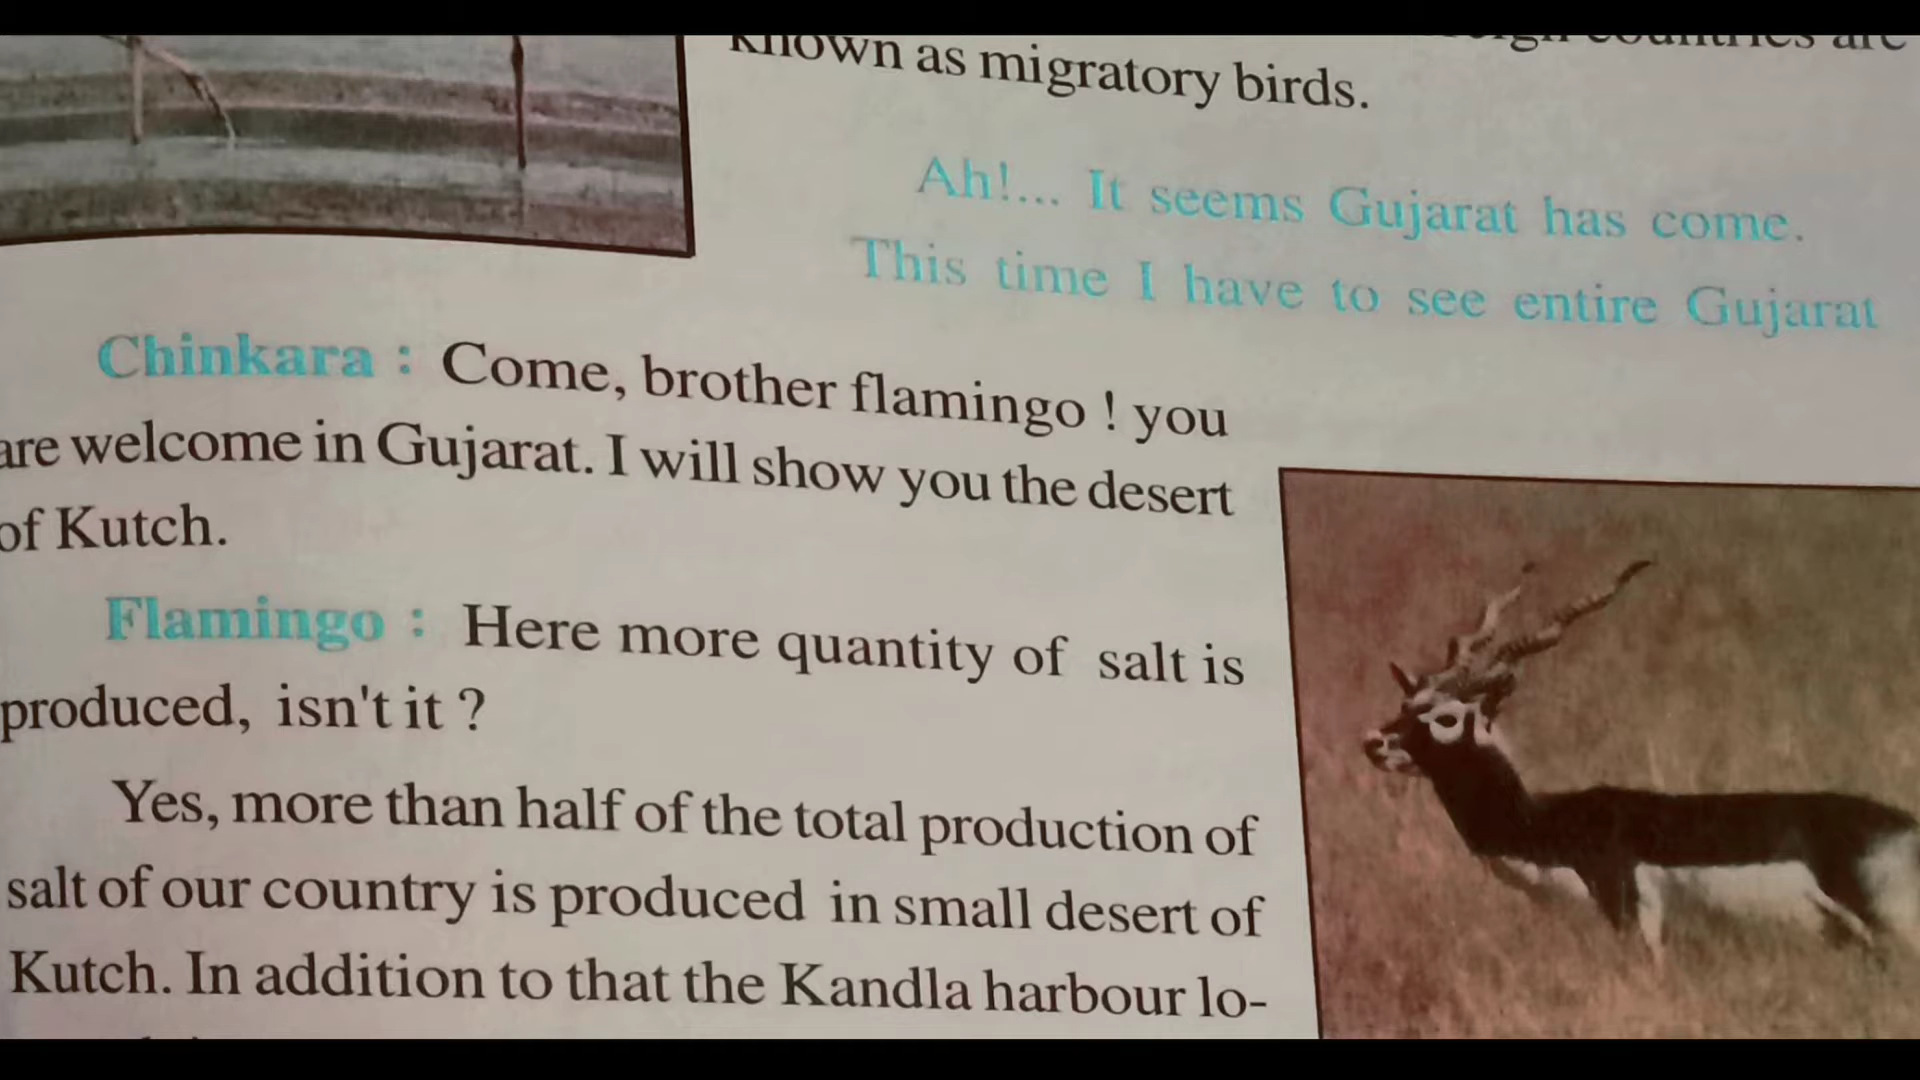 known as migratory birds.
Ah!... It seems Gujarat has come.
This time I have to see entire Gujarat
Chinkara : Come, brother flamingo ! you
are welcome in Gujarat. I will show you the desert
of Kutch.
Flamingo : Here more quantity of salt is
produced, isn't it ?
Yes, more than half of the total production of
salt of our country is produced in small desert of
Kutch. In addition to that the Kandla harbour lo-